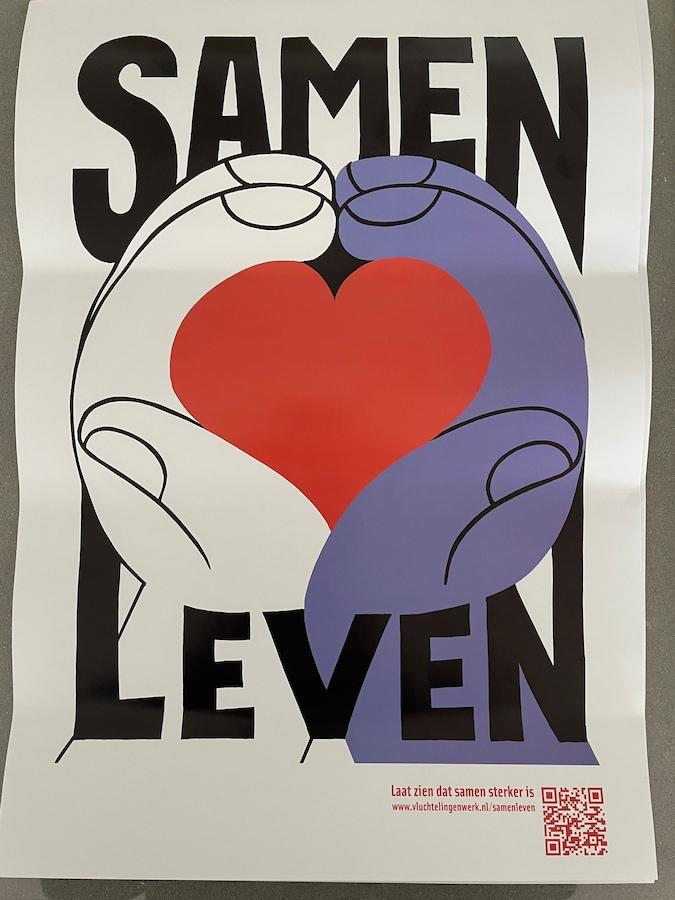 SAMEN
LEVEN
Laat zien dat samen sterker is
www.vluchtelingenwerk.nl/samenleven